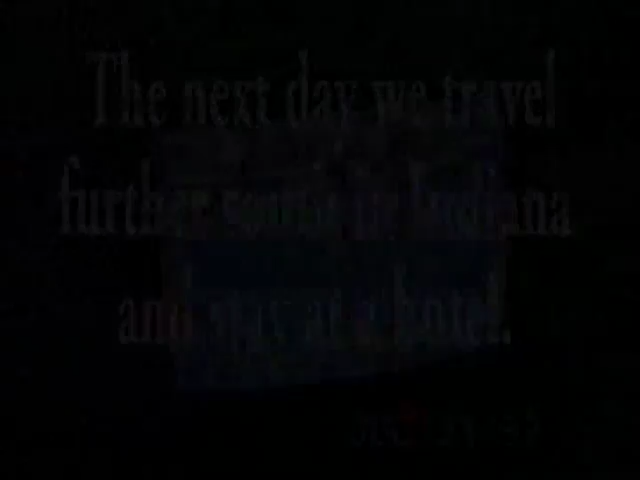 The next day we travel
further south in Indiana
and stay at a hotel.